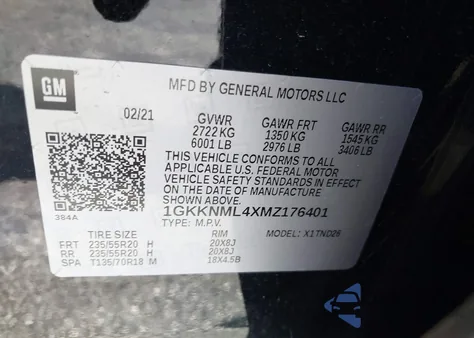 GM
MFD BY GENERAL MOTORS LLC
02/21
GVWR GAWR FRT GAWR RR
2722 KG 1350 KG 1545 KG
6001 LB 2976 LB 3406 LB
THIS VEHICLE CONFORMS TO ALL
APPLICABLE U.S. FEDERAL MOTOR
VEHICLE SAFETY STANDARDS IN EFFECT
ON THE DATE OF MANUFACTURE
SHOWN ABOVE.
384A
1GKKNML4XMZ176401
TYPE: M.P.V. MODEL: X1TND26
TIRE SIZE RIM
FRT 235/55R20 H 20X8J
RR 235/55R20 H 20X8J
SPA T135/70R18 M 18X4.5B